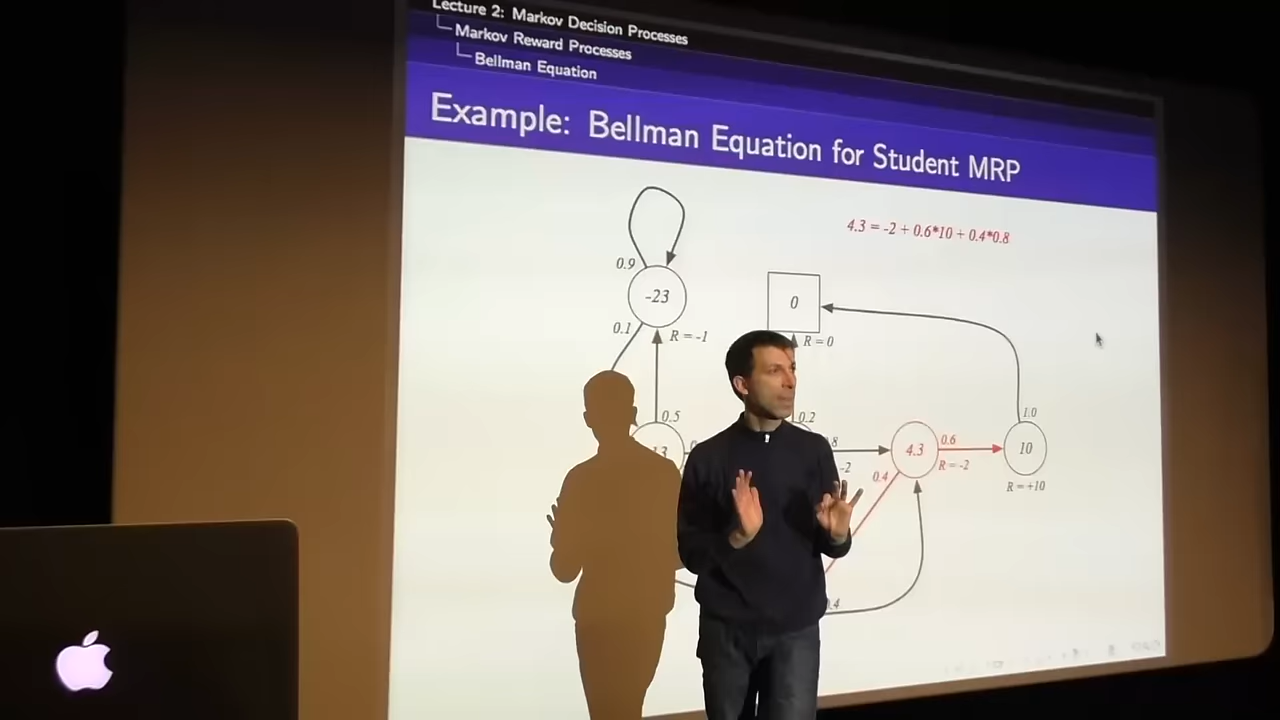 Lecture 2: Markov Decision Processes
Markov Reward Processes
Bellman Equation
Example: Bellman Equation for Student MRP
4.3 = -2 + 0.6*10 + 0.4*0.8
0.9
-23
0
0.1
R = -1
R = 0
0.5
0.2
1.0
4.3
0.6
10
-2
0.4
R = -2
R = +10